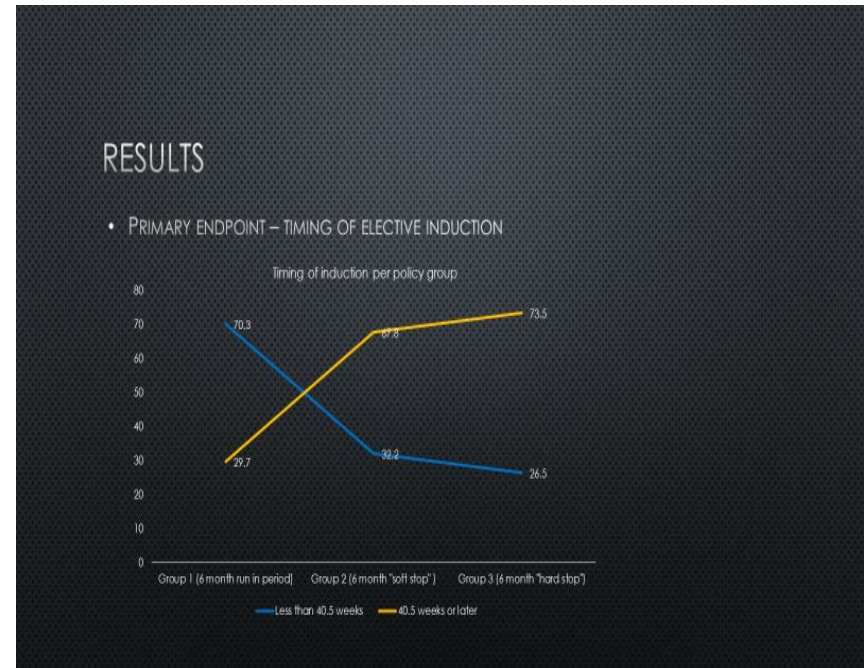 RESULTS
• PRIMARY ENDPOINT – TIMING OF ELECTIVE INDUCTION
Timing of induction per policy group
80
70
60
50
40
30
20
10
0
70.3
29.7
67.8
32.2
73.5
26.5
Group 1 (6 month run in period)
Group 2 (6 month "soft stop" )
Group 3 (6 month "hard stop")
Less than 40.5 weeks
40.5 weeks or later